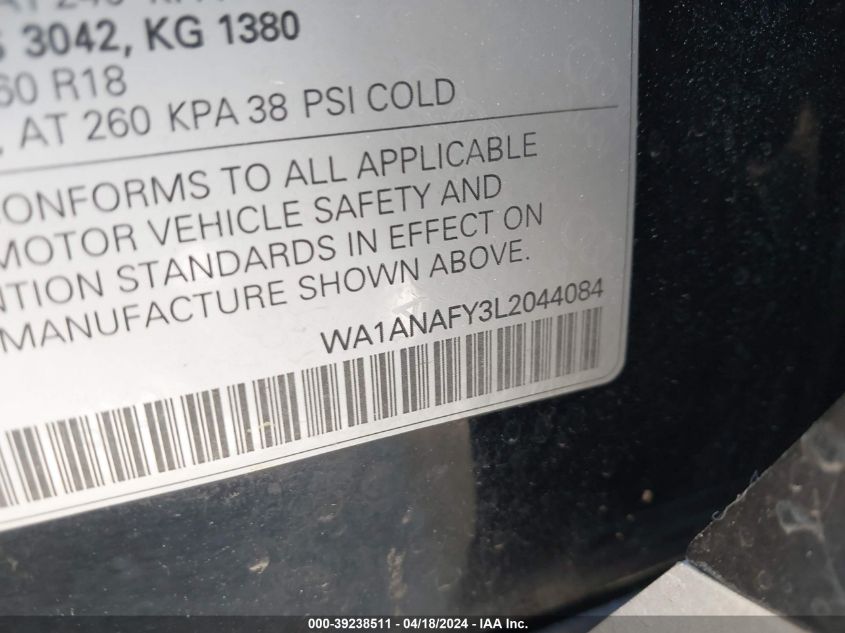 3042, KG 1380
60 R18
, AT 260 KPA 38 PSI COLD
CONFORMS TO ALL APPLICABLE
MOTOR VEHICLE SAFETY AND
NTION STANDARDS IN EFFECT ON
MANUFACTURE SHOWN ABOVE.
WA1ANAFY3L2044084
000-39238511 - 04/18/2024 - IAA Inc.